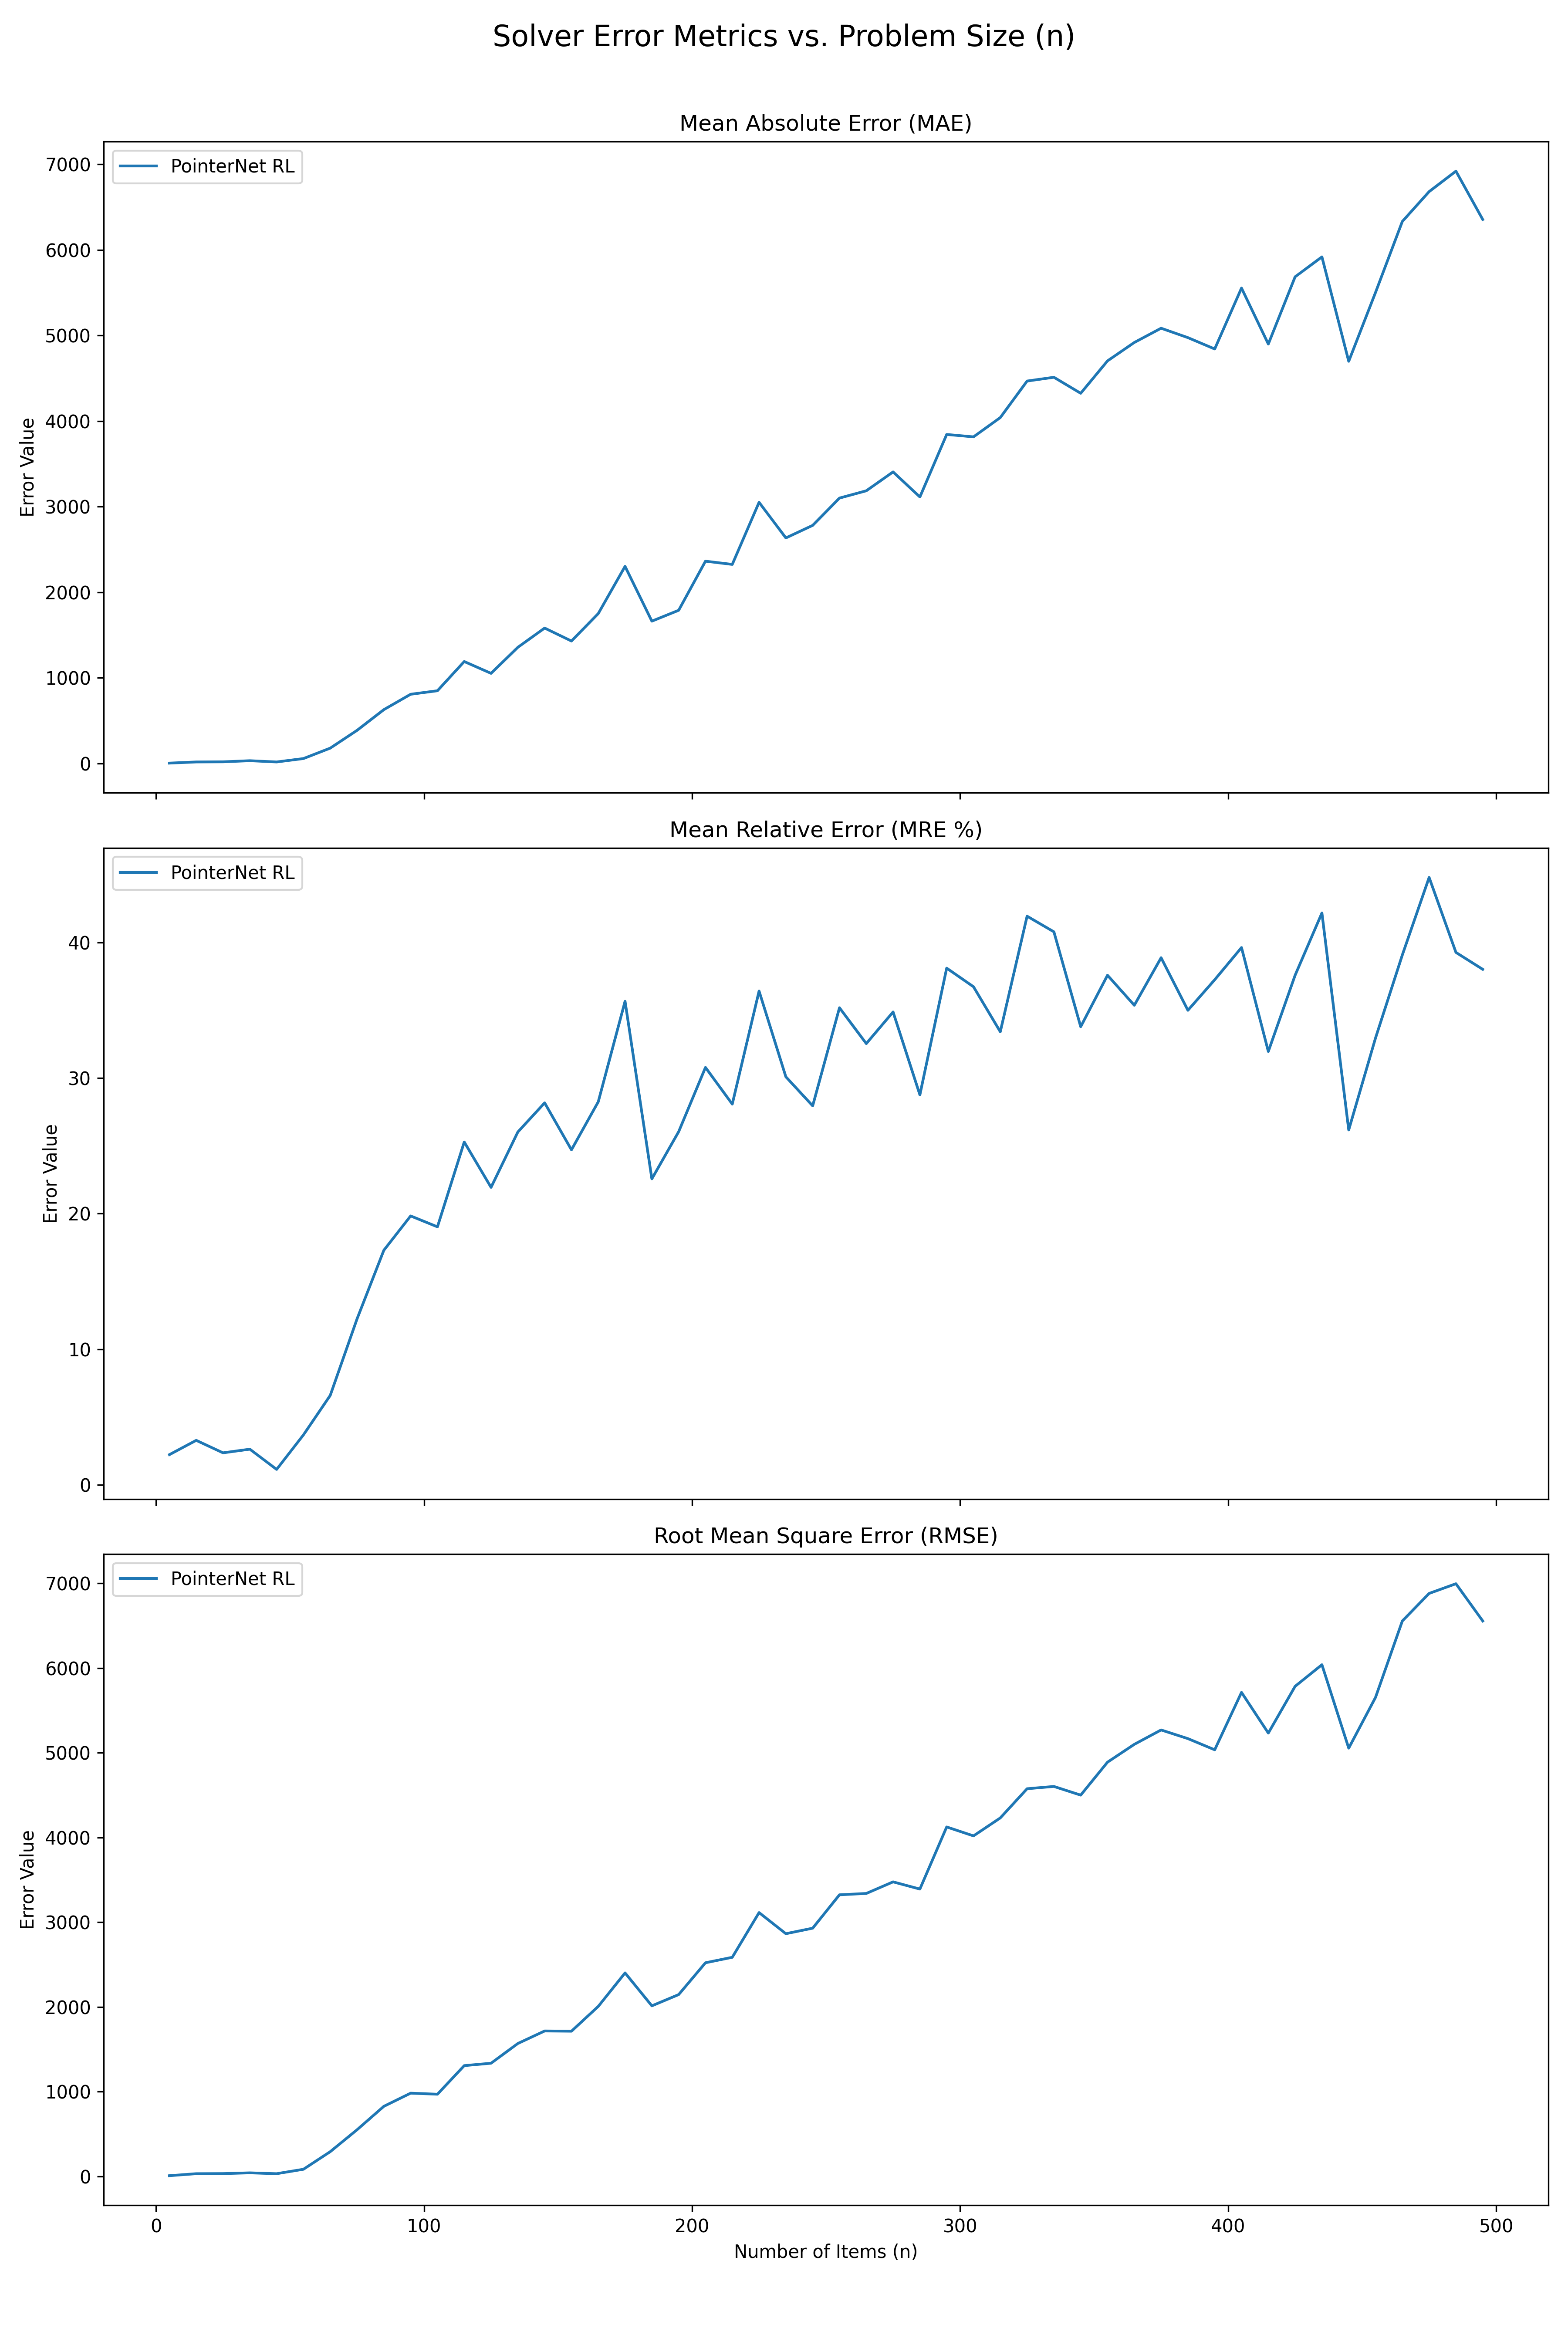 Solver Error Metrics vs. Problem Size (n)
Mean Absolute Error (MAE)
PointerNet RL
7000
6000
5000
4000
3000
2000
1000
0
Error Value
Mean Relative Error (MRE %)
PointerNet RL
40
30
20
10
0
Error Value
Root Mean Square Error (RMSE)
PointerNet RL
7000
6000
5000
4000
3000
2000
1000
0
Error Value
0 100 200 300 400 500
Number of Items (n)